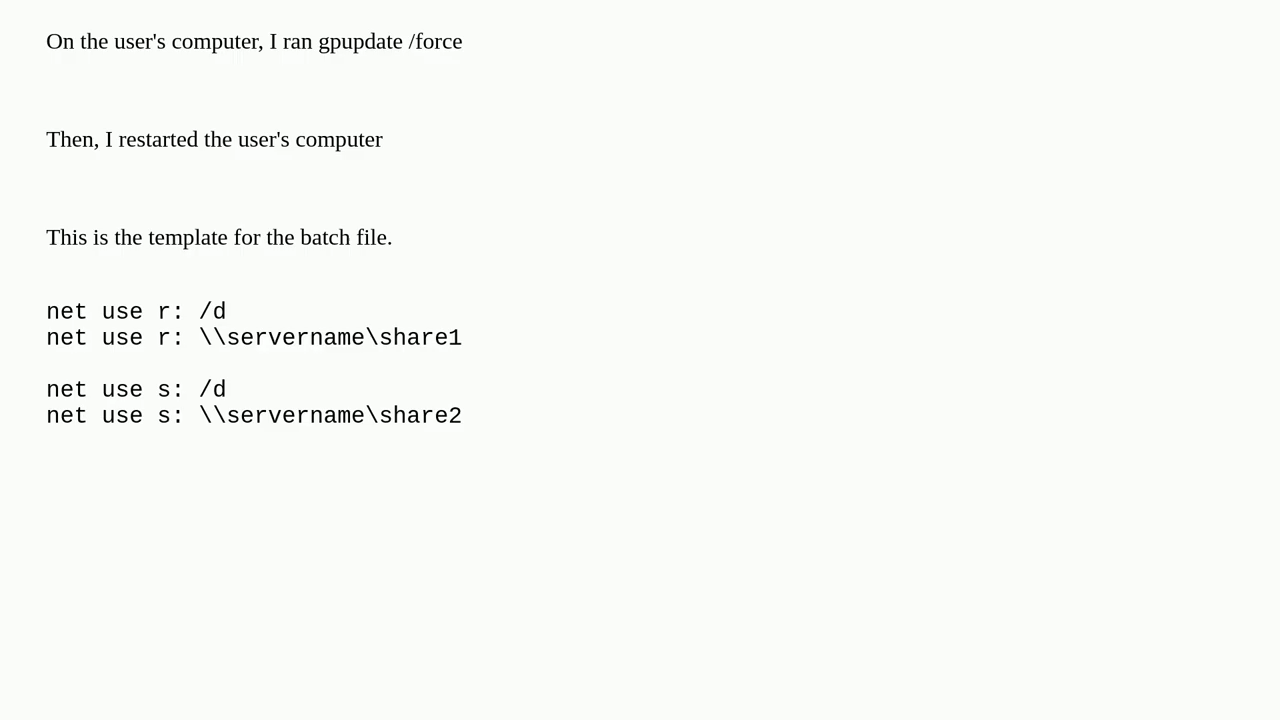 On the user's computer, I ran gpupdate /force
Then, I restarted the user's computer
This is the template for the batch file.
net use r: /d
net use r: \\servername\share1
net use s: /d
net use s: \\servername\share2